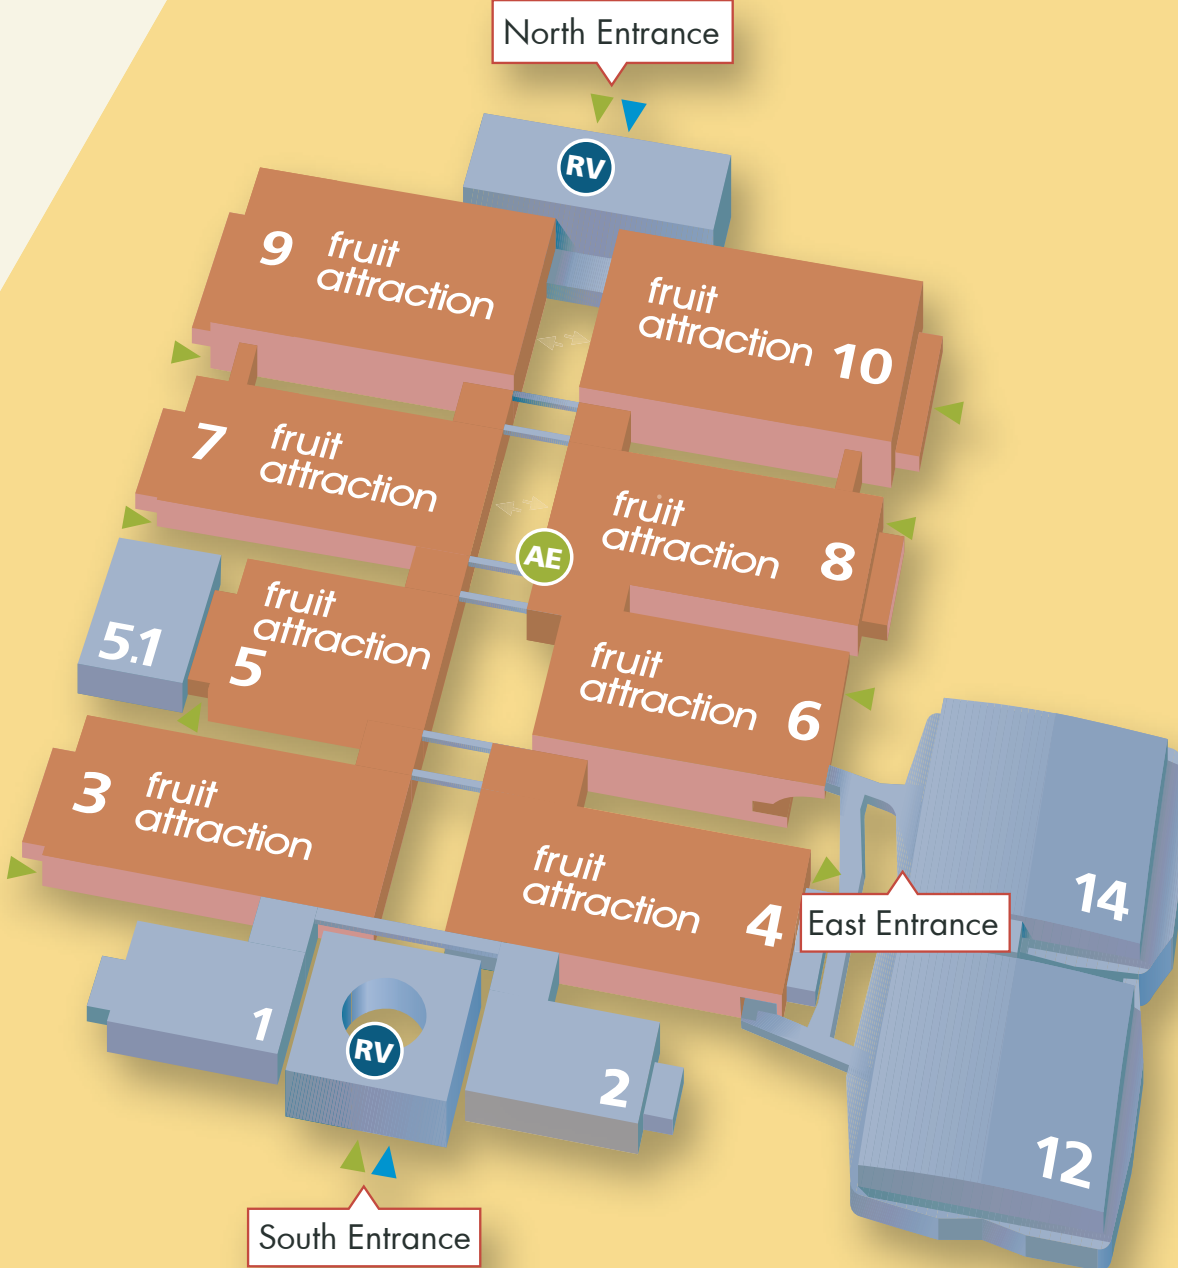 North Entrance
RV
9
fruit
attraction
fruit
attraction
10
7
fruit
attraction
fruit
attraction
8
AE
5.1
fruit
attraction
5
fruit
attraction
6
3
fruit
attraction
fruit
attraction
4
East Entrance
14
1
RV
2
12
South Entrance